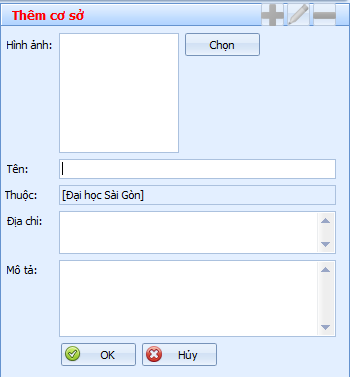 Thêm cơ sở
Hình ảnh:
Chọn
Tên:
Thuộc: [Đại học Sài Gòn]
Địa chỉ:
Mô tả:
OK Hủy